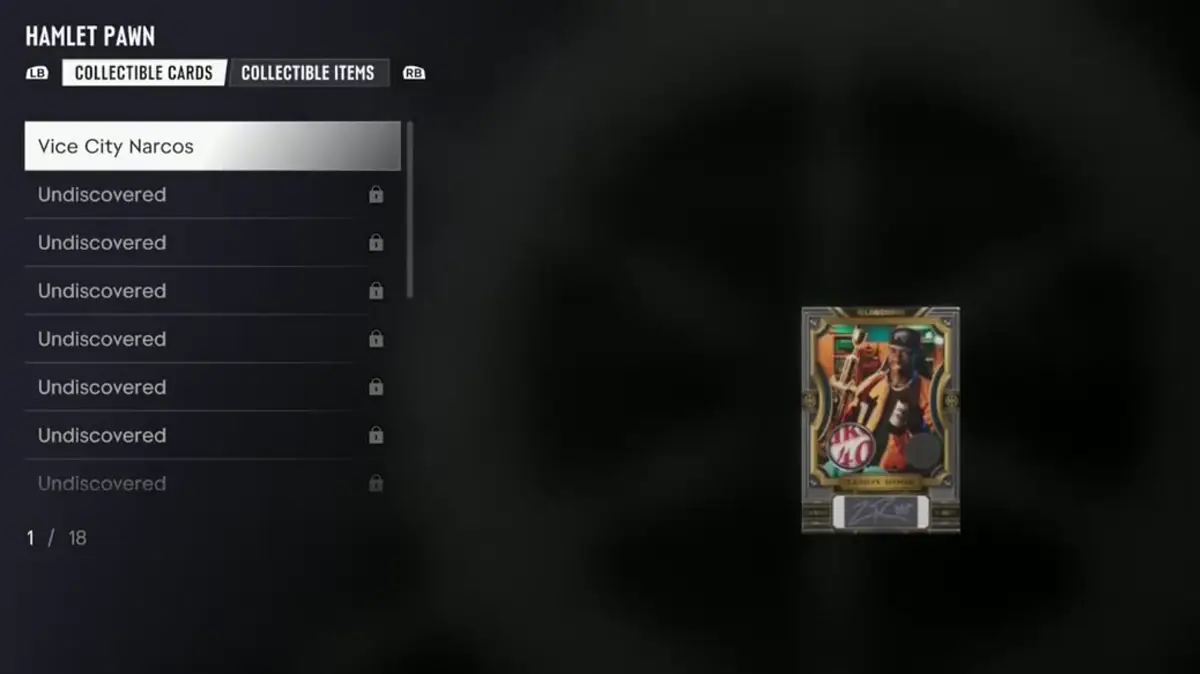 HAMLET PAWN
LB COLLECTIBLE CARDS COLLECTIBLE ITEMS RB
Vice City Narcos
Undiscovered
Undiscovered
Undiscovered
Undiscovered
Undiscovered
Undiscovered
Undiscovered
1 / 18